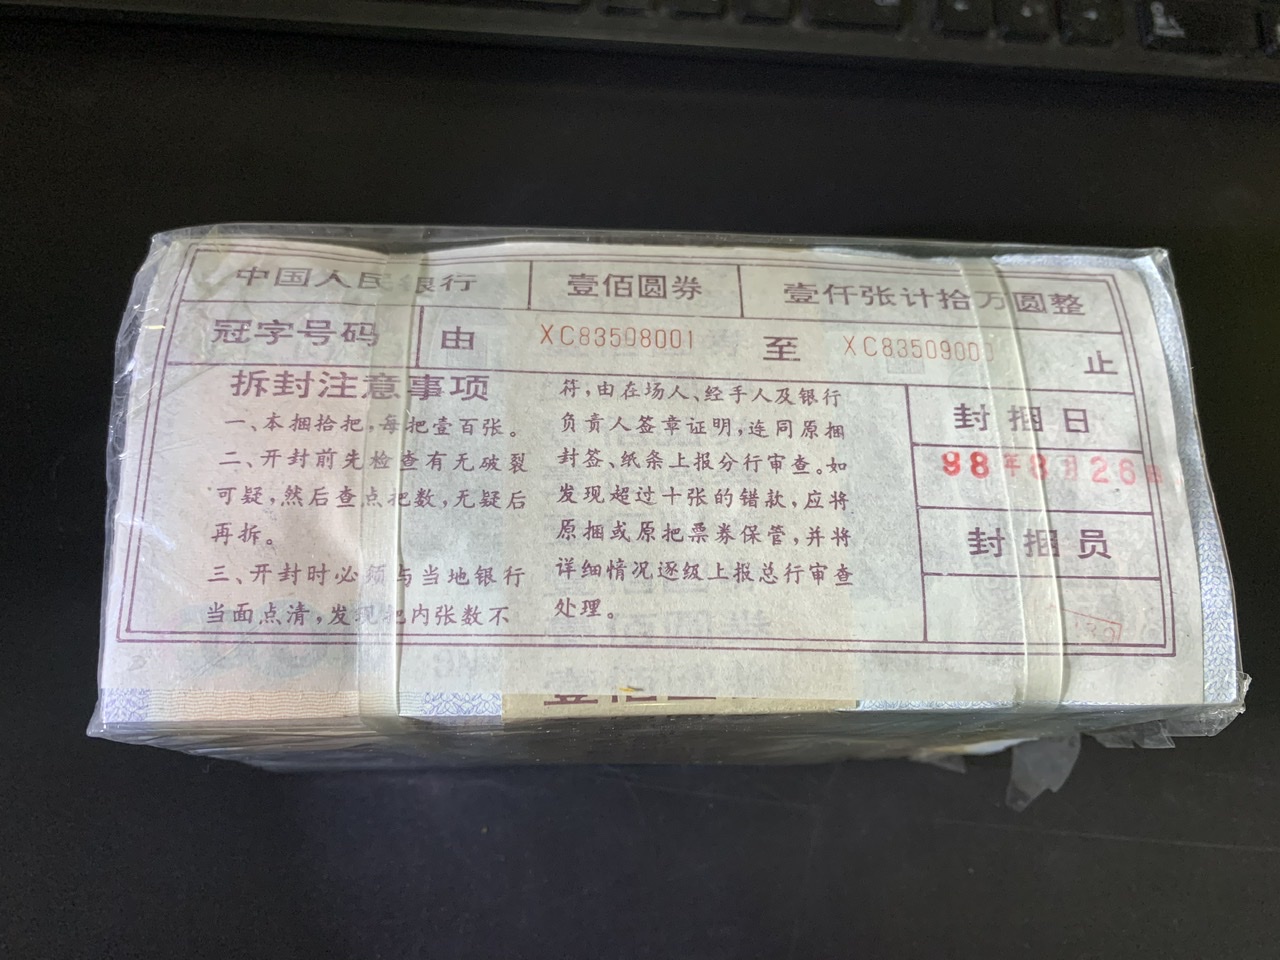 中国人民银行 壹佰圆券 壹仟张计拾万圆整
冠字号码 由 XC83508001 至 XC83509000 止
拆封注意事项
一、本捆拾把,每把壹百张。
二、开封前先检查有无破裂
可疑,然后查点把数,无疑后
再拆。
三、开封时必须与当地银行
当面点清,发现把内张数不
符,由在场人、经手人及银行
负责人签章证明,连同原捆
封签、纸条上报分行审查。如
发现超过十张的错款,应将
原捆或原把票券保管,并将
详细情况逐级上报总行审查
处理。
封捆日
98年8月26
封捆员